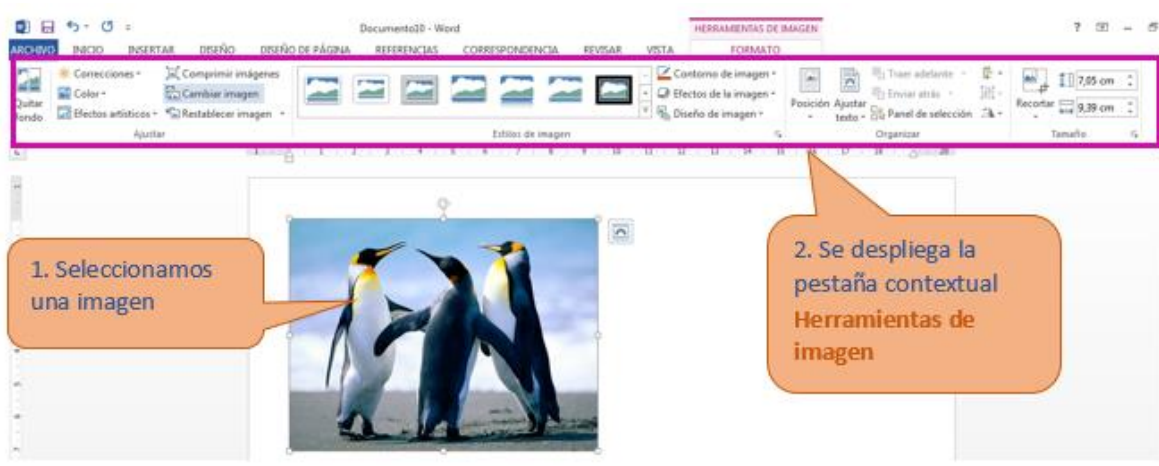 Documento10 - Word
HERRAMIENTAS DE IMAGEN
ARCHIVO INICIO INSERTAR DISEÑO DISEÑO DE PÁGINA REFERENCIAS CORRESPONDENCIA REVISAR VISTA FORMATO
Quitar fondo
Correcciones
Color
Efectos artísticos
Comprimir imágenes
Cambiar imagen
Restablecer imagen
Ajustar
Estilos de imagen
Contorno de imagen
Efectos de la imagen
Diseño de imagen
Posición
Ajustar
texto
Traer adelante
Enviar atrás
Panel de selección
Organizar
Recortar
7,05 cm
9,39 cm
Tamaño
1. Seleccionamos
una imagen
2. Se despliega la
pestaña contextual
Herramientas de
imagen